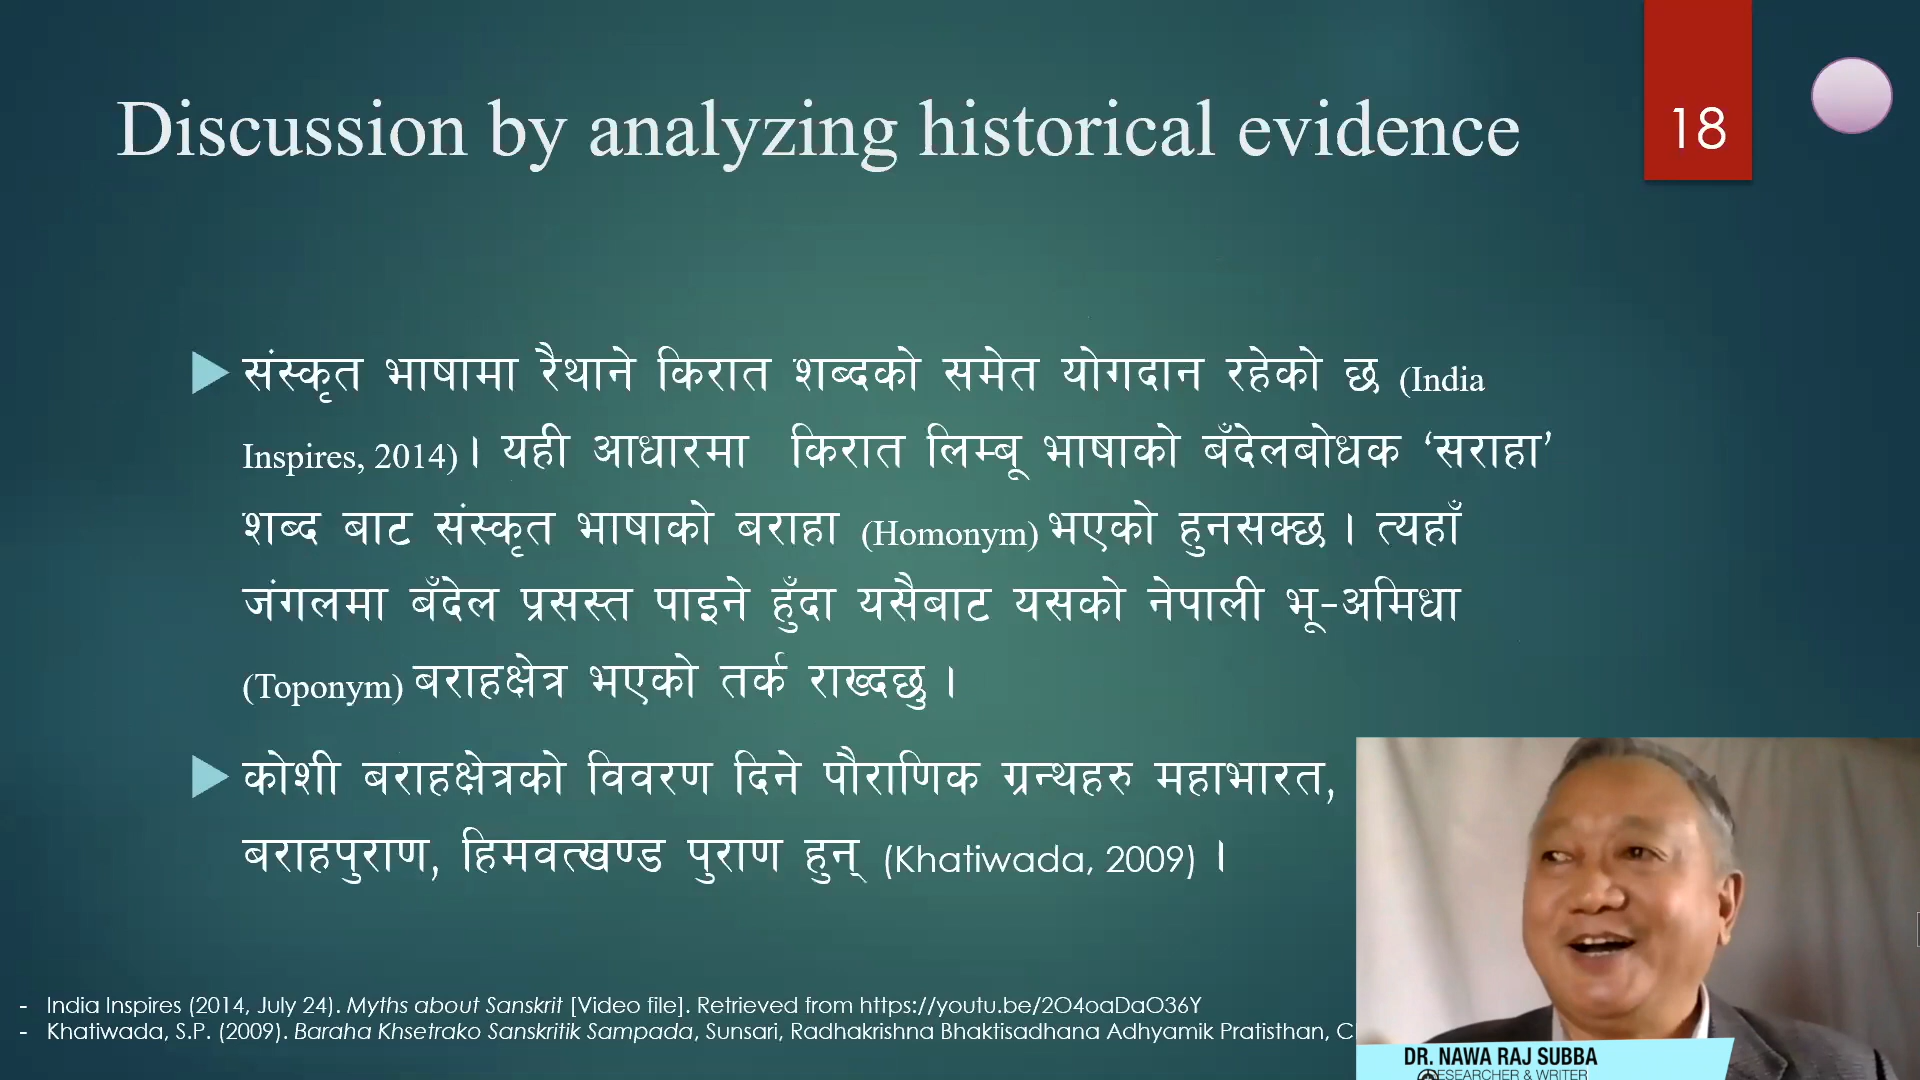 Discussion by analyzing historical evidence
18
संस्कृत भाषामा रैथाने किरात शब्दको समेत योगदान रहेको छ (India
Inspires, 2014) । यही आधारमा किरात लिम्बू भाषाको बँदेलबोधक ‘सराहा’
शब्द बाट संस्कृत भाषाको बराहा (Homonym) भएको हुनसक्छ । त्यहाँ
जंगलमा बँदेल प्रसस्त पाइने हुँदा यसैबाट यसको नेपाली भू-अमिधा
(Toponym) बराहक्षेत्र भएको तर्क राख्दछु ।
कोशी बराहक्षेत्रको विवरण दिने पौराणिक ग्रन्थहरु महाभारत,
बराहपुराण, हिमवत्खण्ड पुराण हुन् (Khatiwada, 2009) ।
- India Inspires (2014, July 24). Myths about Sanskrit [Video file]. Retrieved from https://youtu.be/2O4oaDaO36Y
- Khatiwada, S.P. (2009). Baraha Khsetrako Sanskritik Sampada, Sunsari, Radhakrishna Bhaktisadhana Adhyamik Pratisthan, C
DR. NAWA RAJ SUBBA
ESEARCHER & WRITER